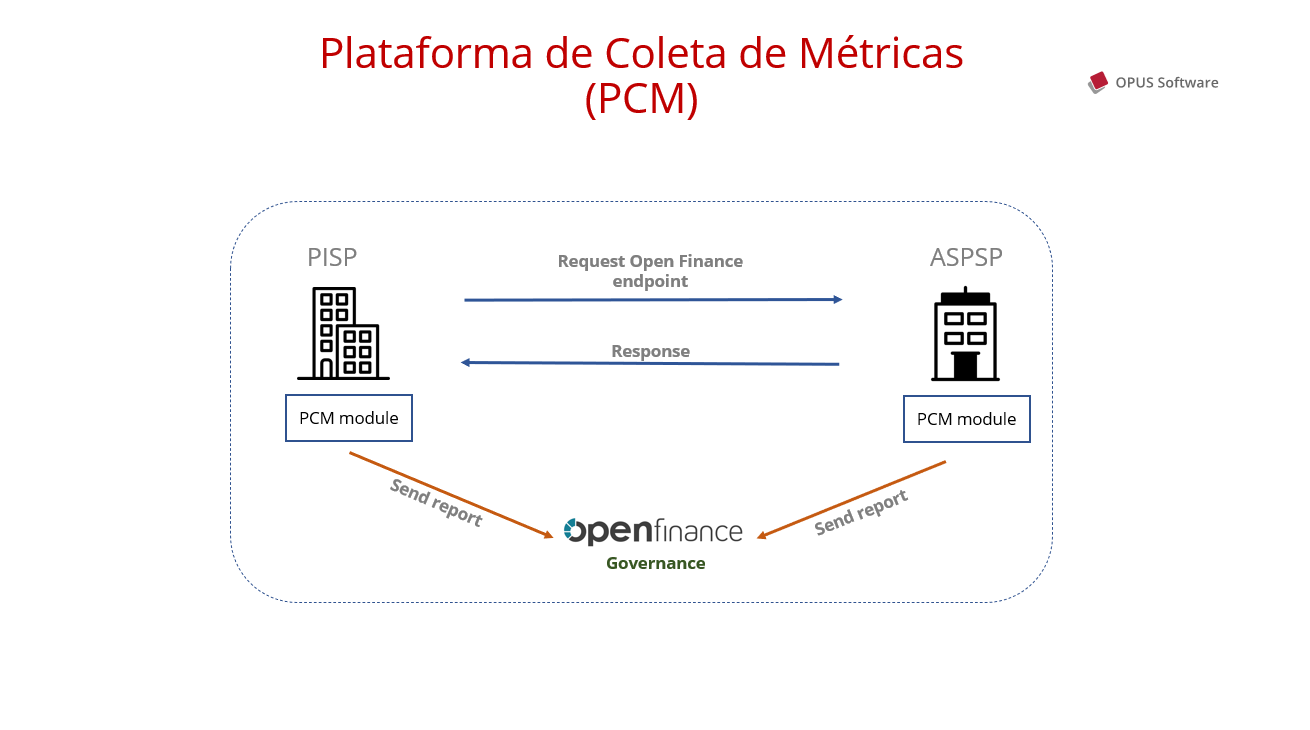 Plataforma de Coleta de Métricas
(PCM)
OPUS Software
PISP
Request Open Finance
endpoint
ASPSP
Response
PCM module
PCM module
Send report
Send report
openfinance
Governance